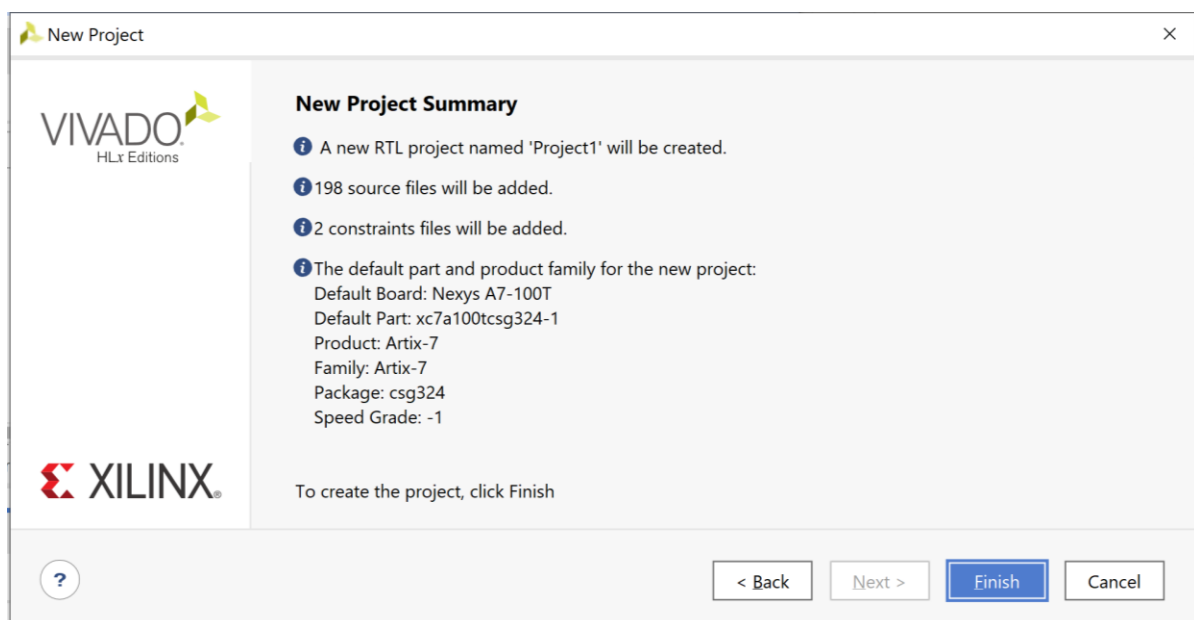 New Project
VIVADO.
HLx Editions
New Project Summary
A new RTL project named 'Project1' will be created.
198 source files will be added.
2 constraints files will be added.
The default part and product family for the new project:
Default Board: Nexys A7-100T
Default Part: xc7a100tcsg324-1
Product: Artix-7
Family: Artix-7
Package: csg324
Speed Grade: -1
XILINX®
To create the project, click Finish
?
< Back
Next >
Finish
Cancel